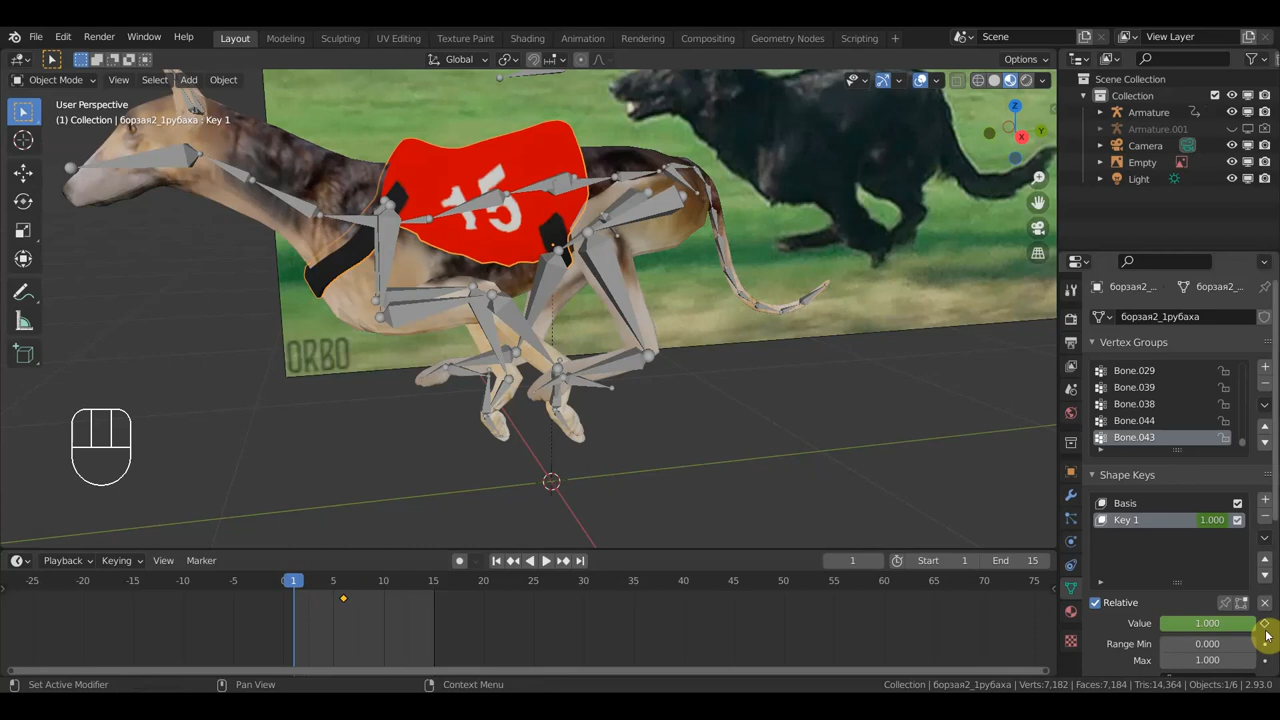 File Edit Render Window Help Layout Modeling Sculpting UV Editing Texture Paint Shading Animation Rendering Compositing Geometry Nodes Scripting + Scene View Layer
Global Options
Object Mode View Select Add Object
User Perspective
(1) Collection | борзая2_1рубаха : Key 1
Z
Y
X
15
ORBO
Scene Collection
Collection
Armature
Armature.001
Camera
Empty
Light
борзая2_... борзая2_...
борзая2_1рубаха
Vertex Groups
Bone.029
Bone.039
Bone.038
Bone.044
Bone.043
Shape Keys
Basis
Key 1 1.000
Relative
Value 1.000
Range Min 0.000
Max 1.000
Playback Keying View Marker 1 Start 1 End 15
-25 -20 -15 -10 -5 1 5 10 15 20 25 30 35 40 45 50 55 60 65 70 75
Set Active Modifier Pan View Context Menu Collection | борзая2_1рубаха | Verts:7,182 | Faces:7,184 | Tris:14,364 | Objects:1/6 | 2.93.0